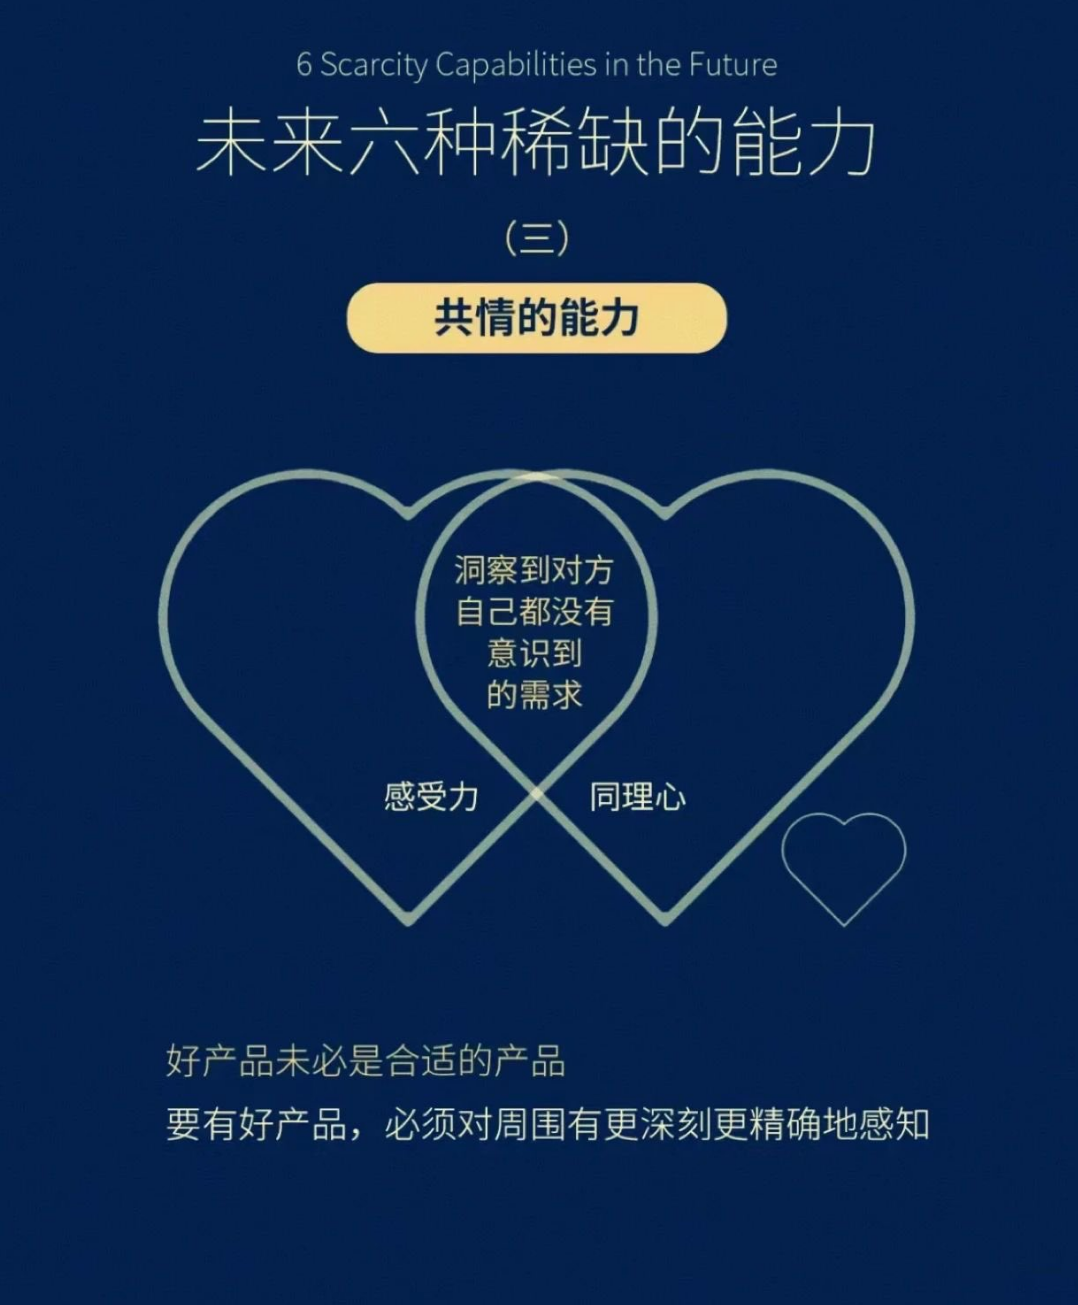 6 Scarcity Capabilities in the Future
未来六种稀缺的能力
（三）
共情的能力
洞察到对方
自己都没有
意识到
的需求
感受力
同理心
好产品未必是合适的产品
要有好产品，必须对周围有更深刻更精确地感知